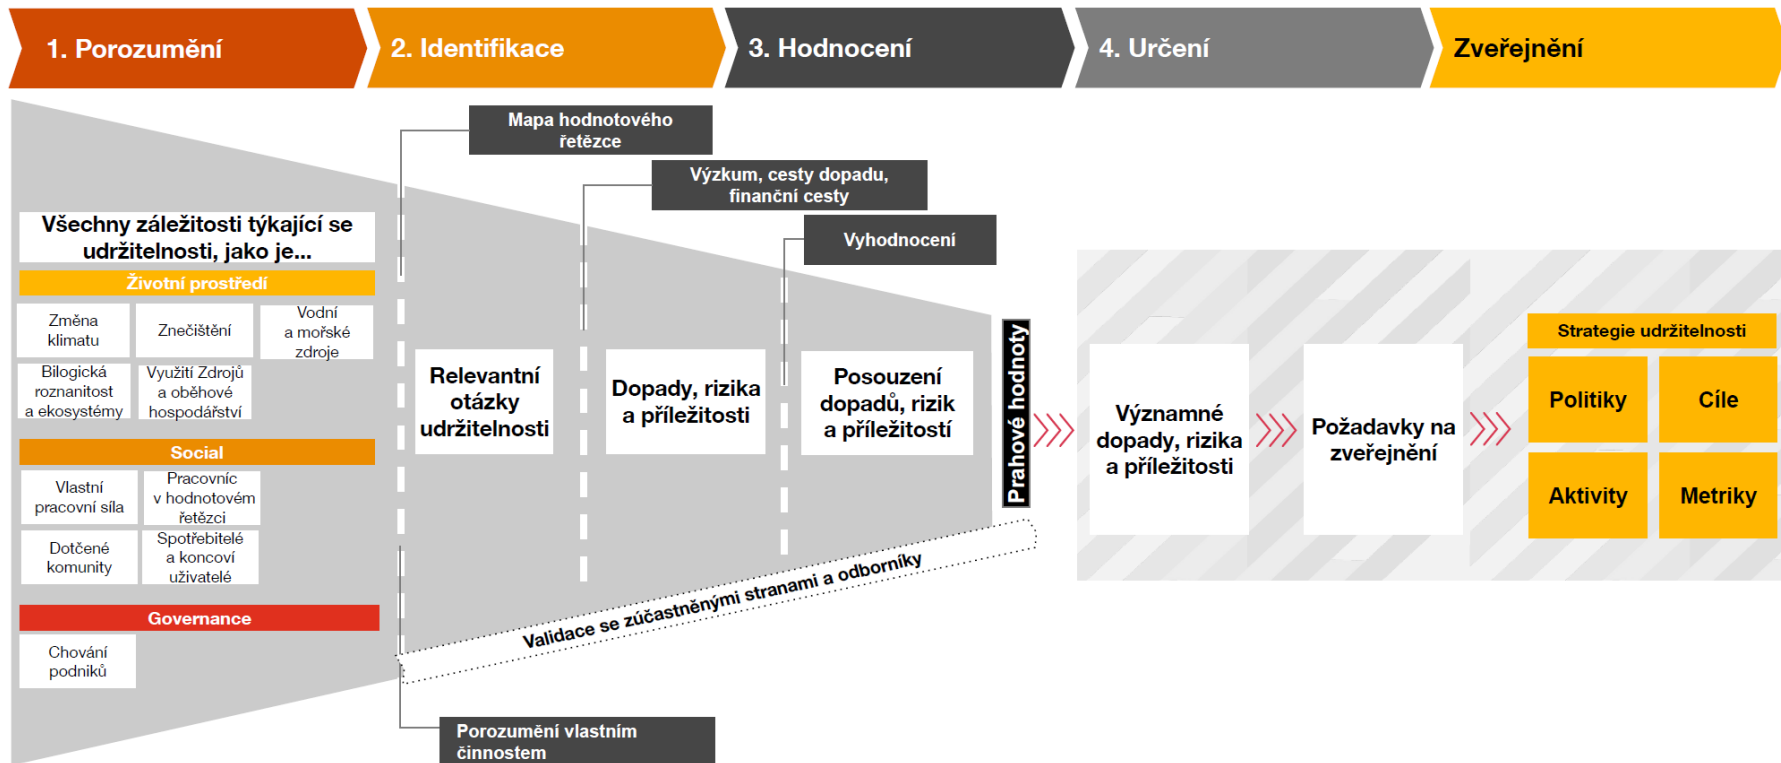 1. Porozumění
2. Identifikace
3. Hodnocení
4. Určení
Zveřejnění
Mapa hodnotového
řetězce
Výzkum, cesty dopadu,
finanční cesty
Vyhodnocení
Všechny záležitosti týkající se
udržitelnosti, jako je...
Životní prostředí
Změna
klimatu
Znečištění
Vodní
a mořské
zdroje
Bilogická
roznanitost
a ekosystémy
Využití Zdrojů
a oběhové
hospodářství
Social
Vlastní
pracovní síla
Pracovníc
v hodnotovém
řetězci
Dotčené
komunity
Spotřebitelé
a koncoví
uživatelé
Governance
Chování
podniků
Relevantní
otázky
udržitelnosti
Dopady, rizika
a příležitosti
Posouzení
dopadů, rizik
a příležitostí
Prahové hodnoty
Validace se zúčastněnými stranami a odborníky
Porozumění vlastním
činnostem
Významné
dopady, rizika
a příležitosti
Požadavky na
zveřejnění
Strategie udržitelnosti
Politiky
Cíle
Aktivity
Metriky